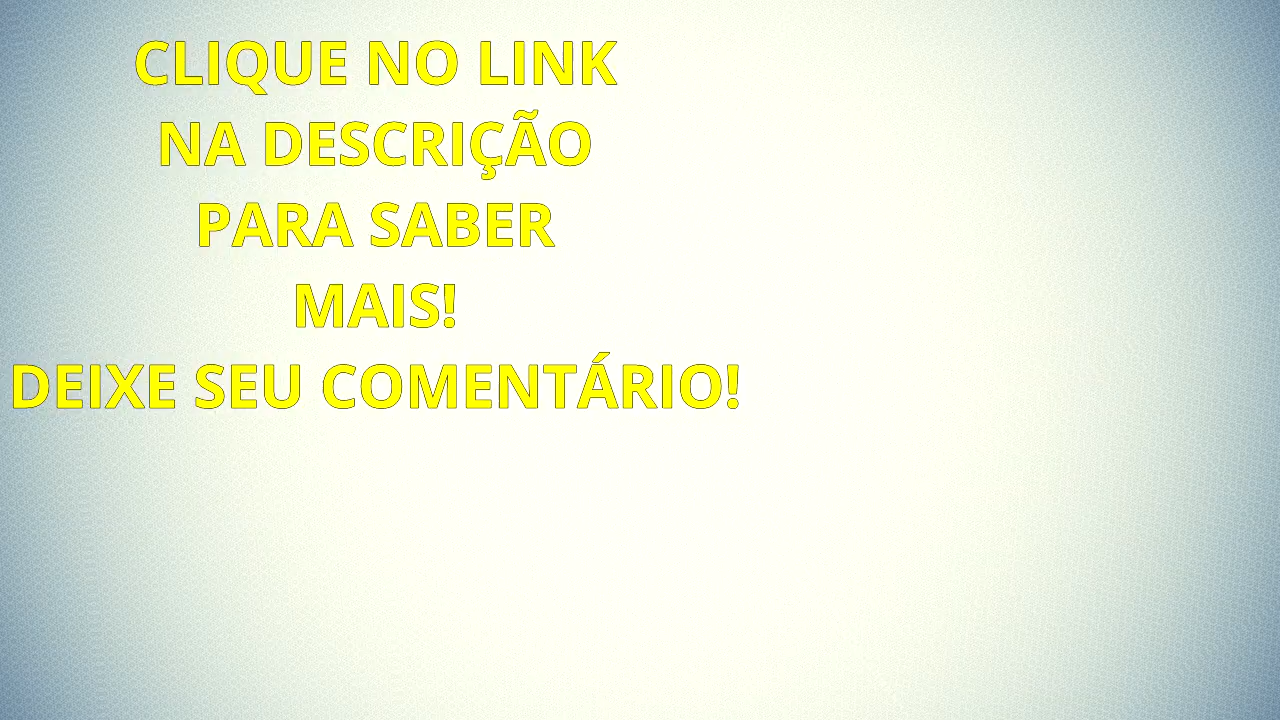 CLIQUE NO LINK
NA DESCRIÇÃO
PARA SABER
MAIS!
DEIXE SEU COMENTÁRIO!